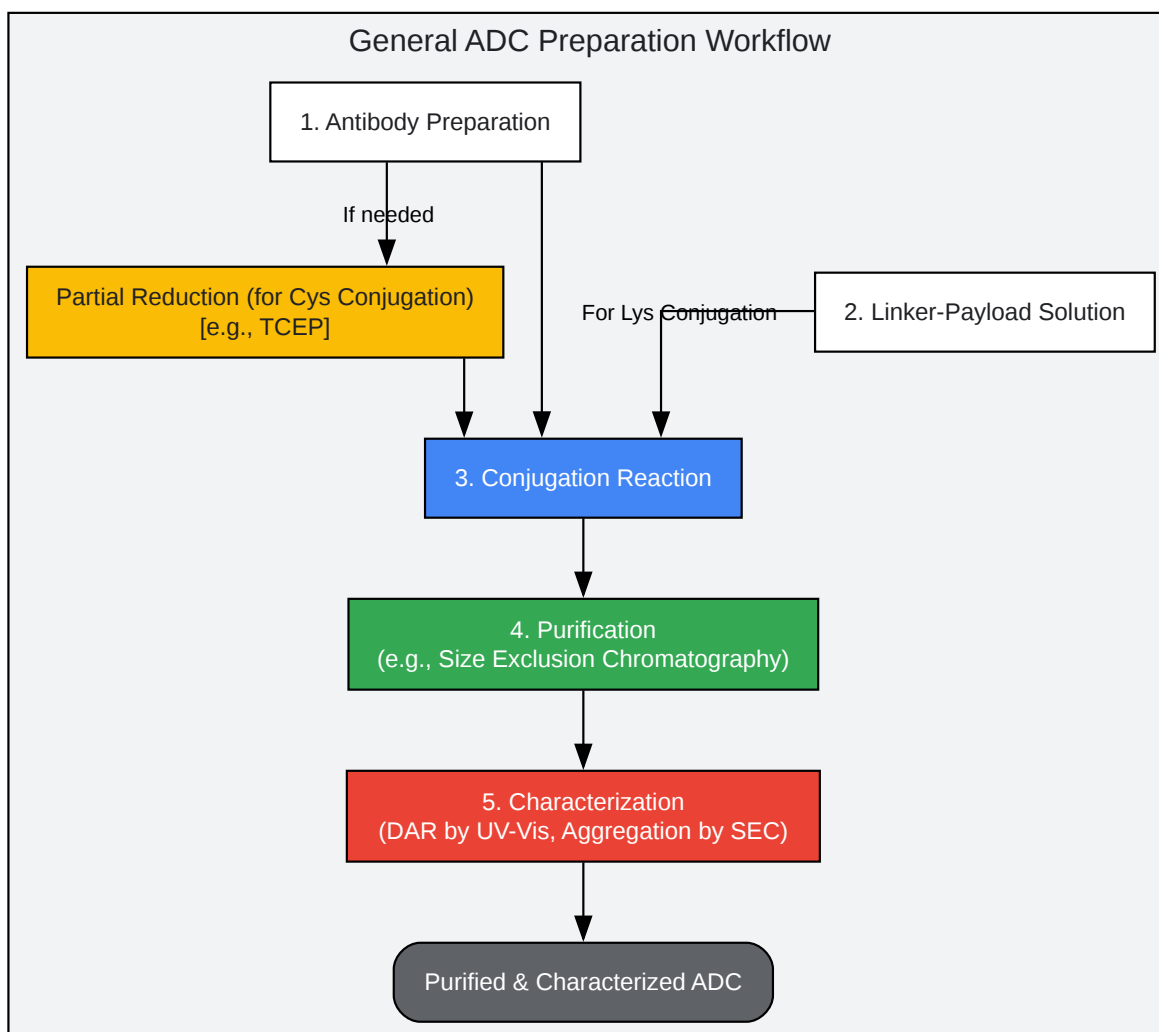 General ADC Preparation Workflow
1. Antibody Preparation
If needed
Partial Reduction (for Cys Conjugation)
[e.g., TCEP]
For Lys Conjugation
2. Linker-Payload Solution
3. Conjugation Reaction
4. Purification
(e.g., Size Exclusion Chromatography)
5. Characterization
(DAR by UV-Vis, Aggregation by SEC)
Purified & Characterized ADC